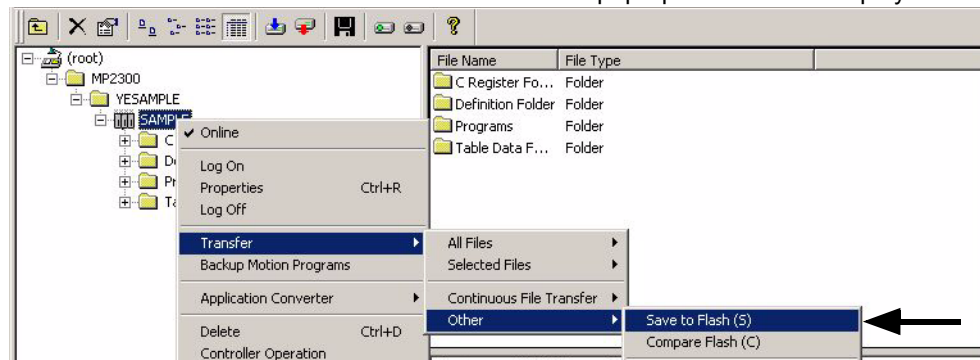 (root)
MP2300
YESAMPLE
SAMPLE
C
Pr
File Name File Type
C Register Fo... Folder
Definition Folder Folder
Programs Folder
Table Data F... Folder
✓ Online
Log On
Properties Ctrl+R
Log Off
Transfer
Backup Motion Programs
Application Converter
Delete Ctrl+D
Controller Operation
All Files
Selected Files
Continuous File Transfer
Other
Save to Flash (S)
Compare Flash (C)